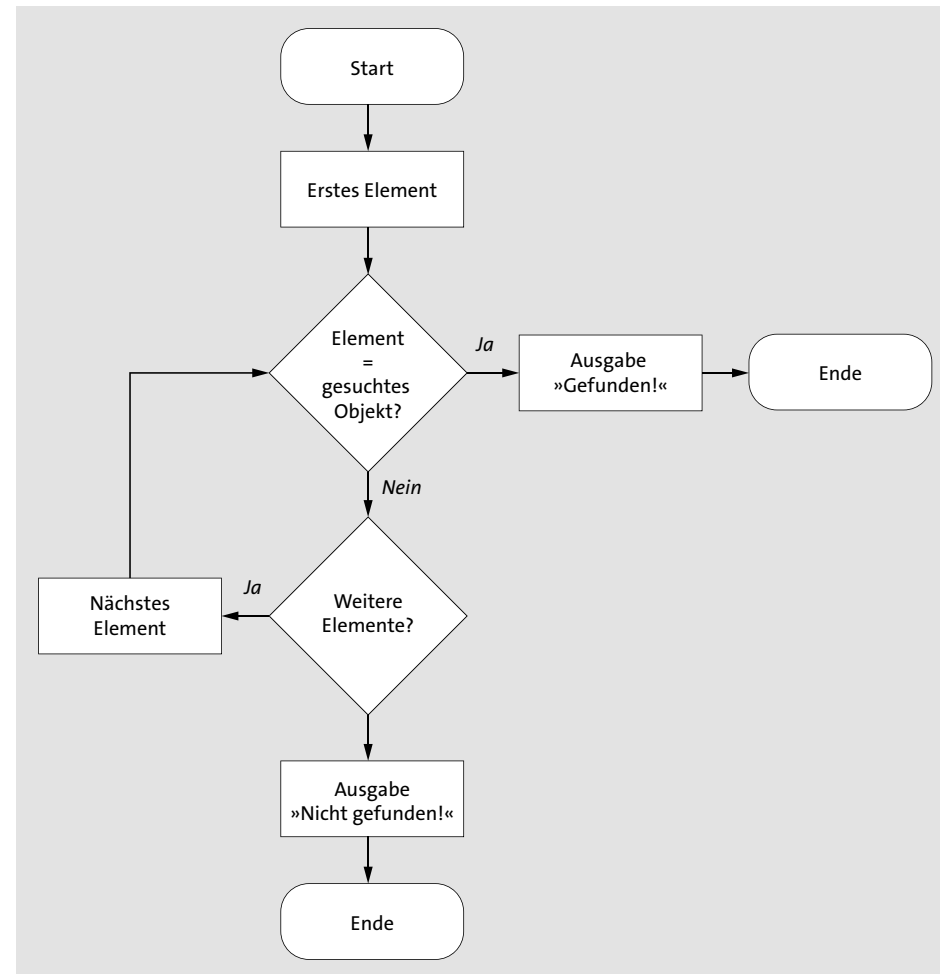 Start
Erstes Element
Element
=
gesuchtes
Objekt?
Ja
Ausgabe
»Gefunden!«
Ende
Nein
Weitere
Elemente?
Ja
Nächstes
Element
Ausgabe
»Nicht gefunden!«
Ende